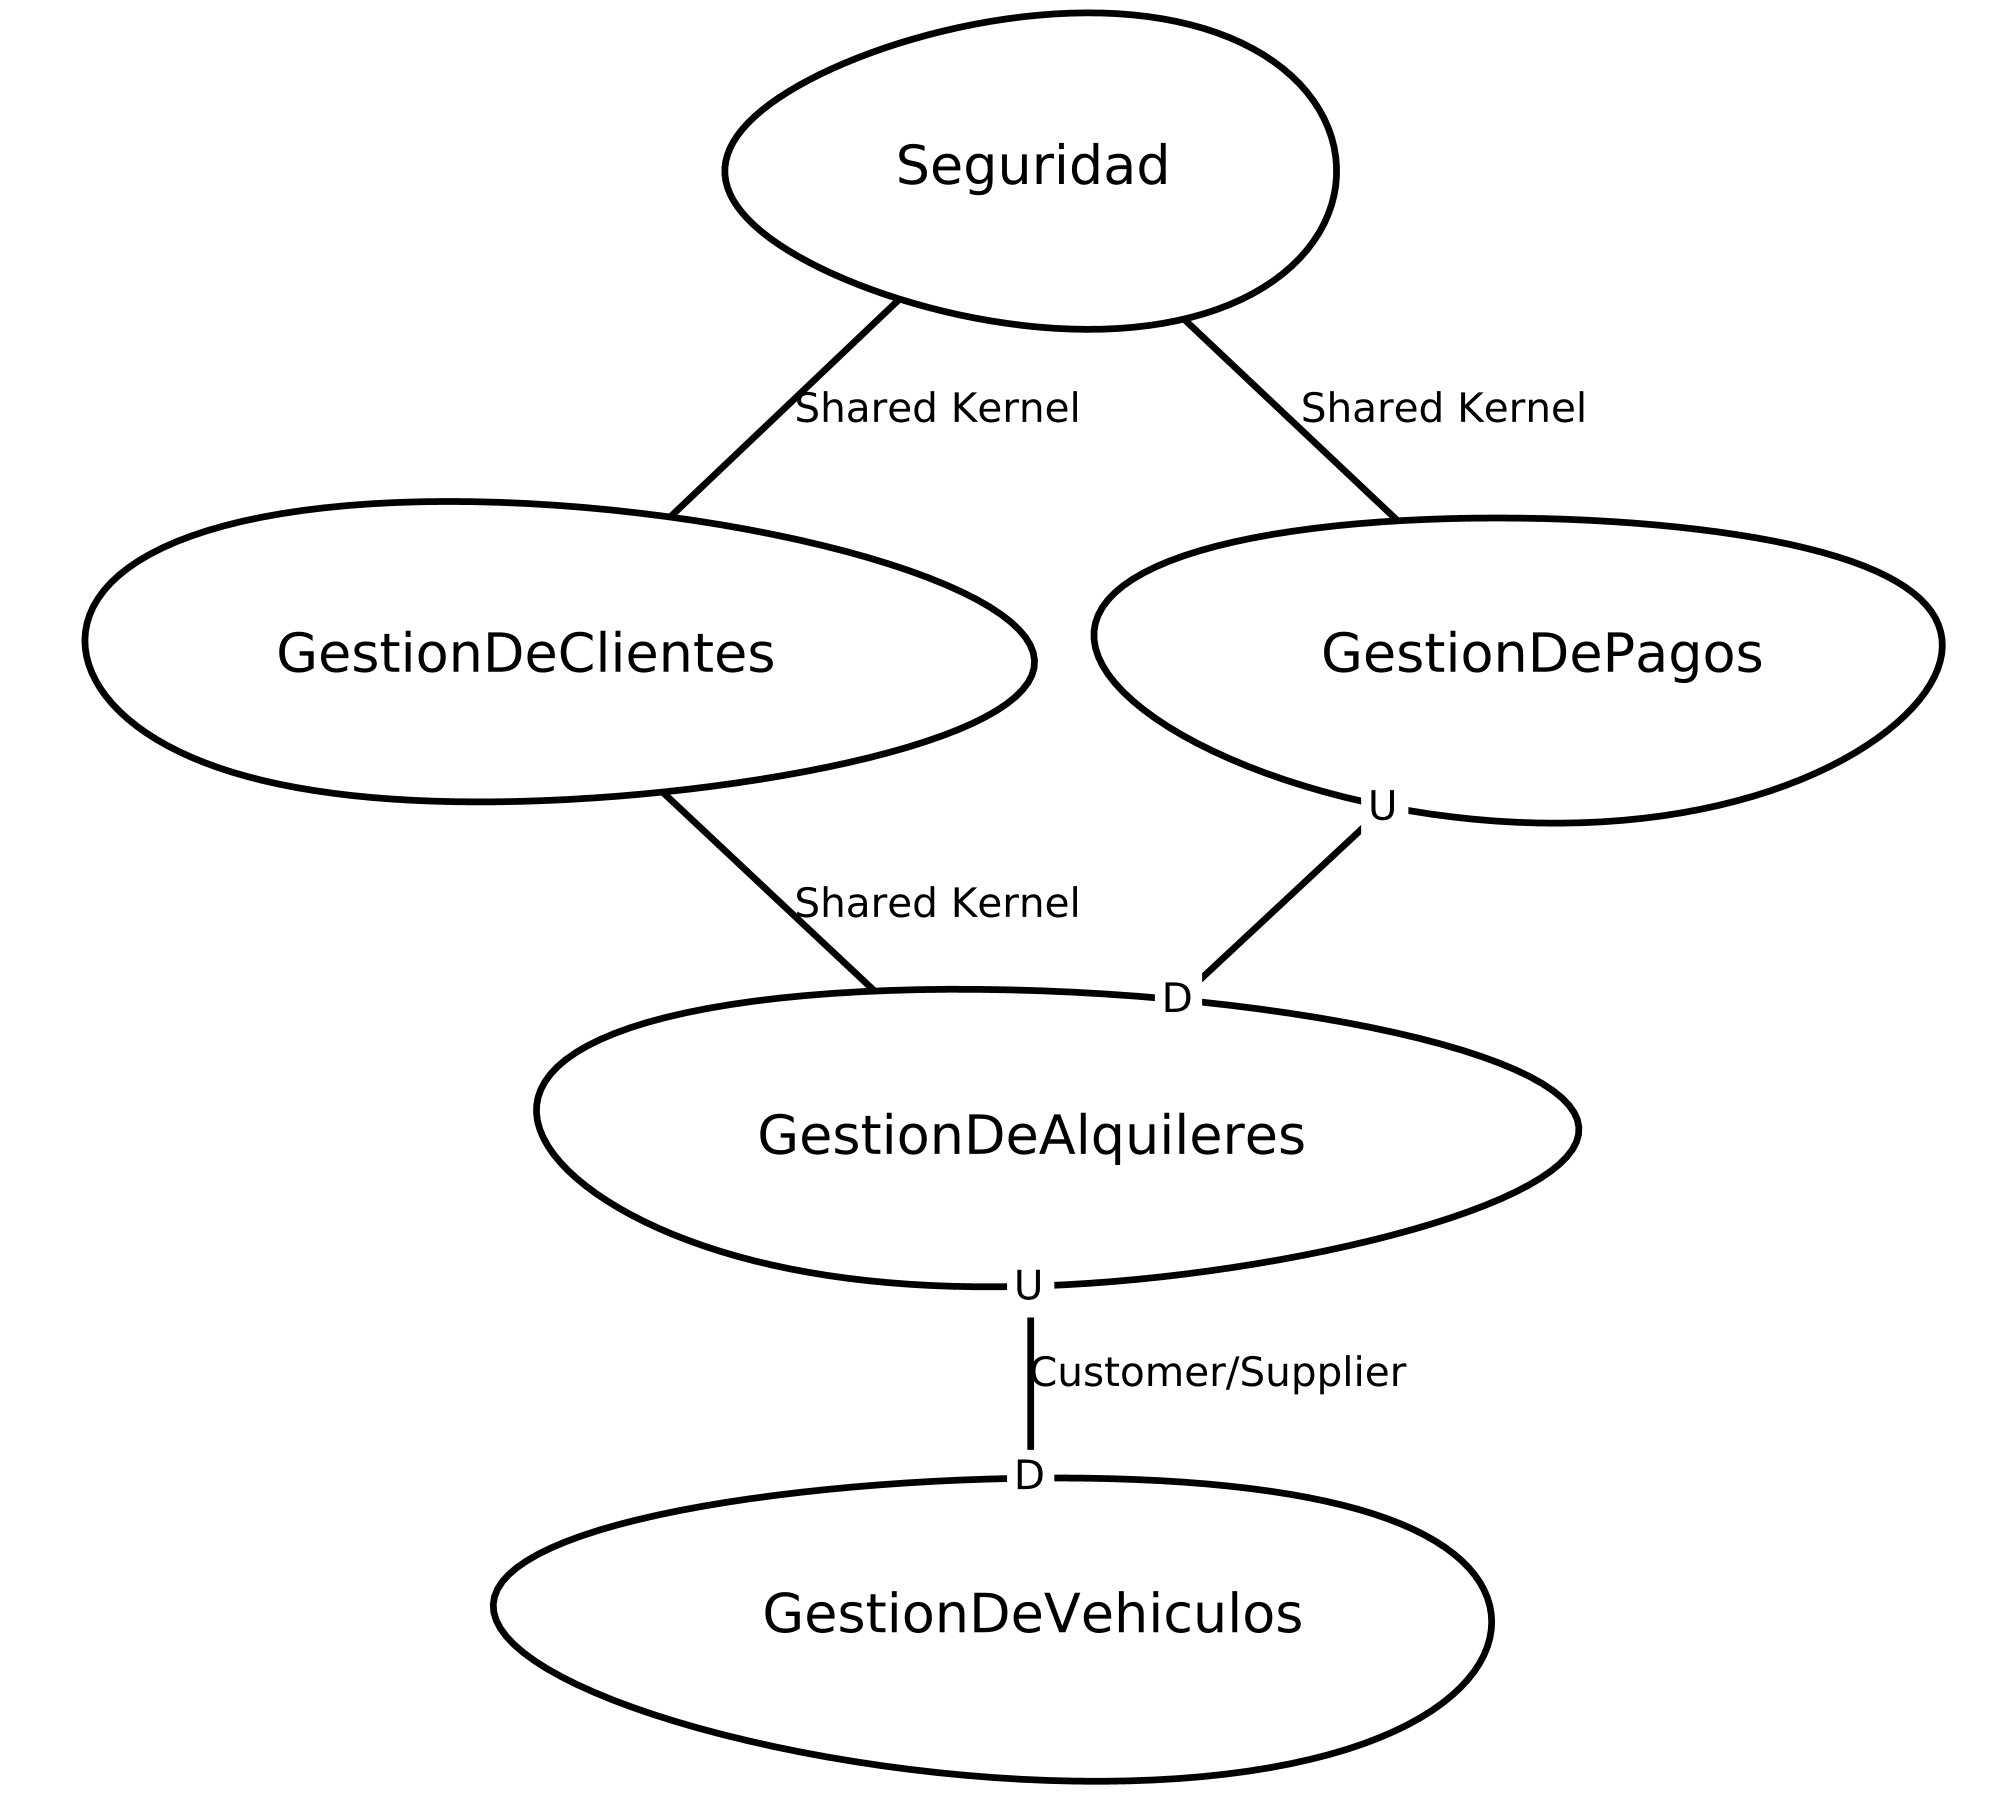 Seguridad
Shared Kernel
Shared Kernel
GestionDeClientes
GestionDePagos
U
Shared Kernel
D
GestionDeAlquileres
U
Customer/Supplier
D
GestionDeVehiculos